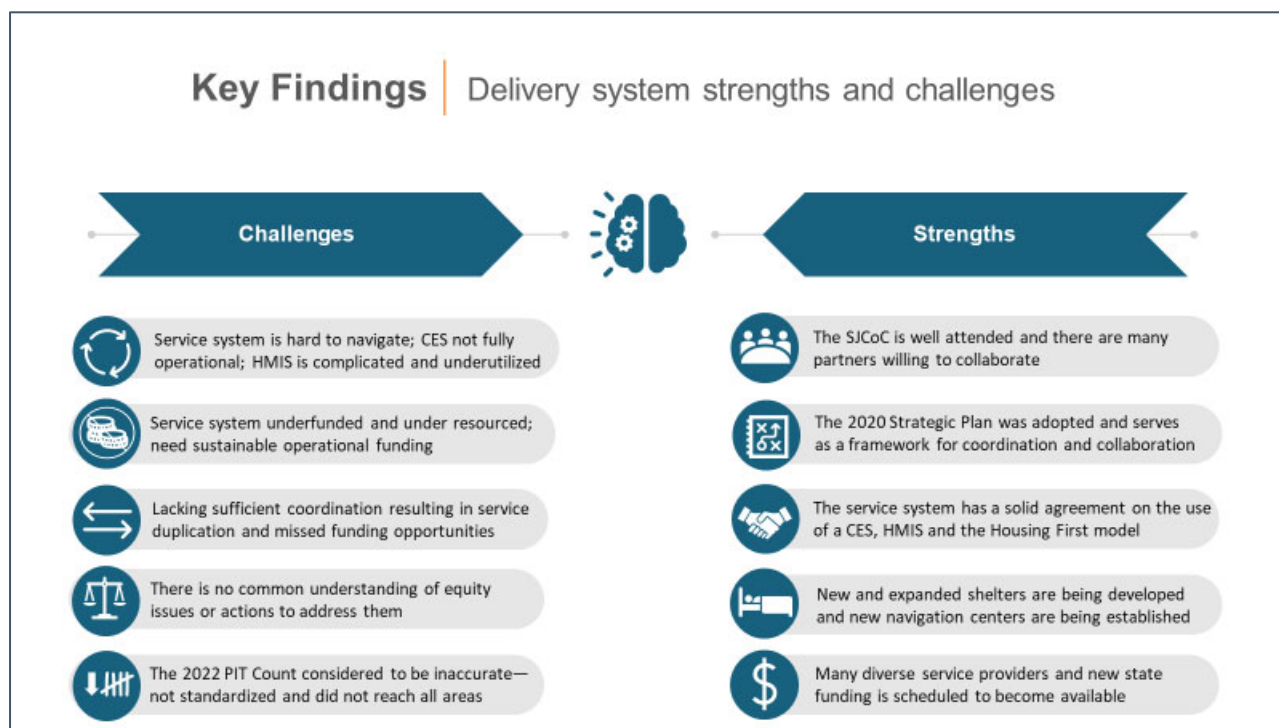 Key Findings
Delivery system strengths and challenges
Challenges
Service system is hard to navigate; CES not fully
operational; HMIS is complicated and underutilized
Service system underfunded and under resourced;
need sustainable operational funding
Lacking sufficient coordination resulting in service
duplication and missed funding opportunities
There is no common understanding of equity
issues or actions to address them
The 2022 PIT Count considered to be inaccurate—
not standardized and did not reach all areas
Strengths
The SJCoC is well attended and there are many
partners willing to collaborate
The 2020 Strategic Plan was adopted and serves
as a framework for coordination and collaboration
The service system has a solid agreement on the use
of a CES, HMIS and the Housing First model
New and expanded shelters are being developed
and new navigation centers are being established
Many diverse service providers and new state
funding is scheduled to become available